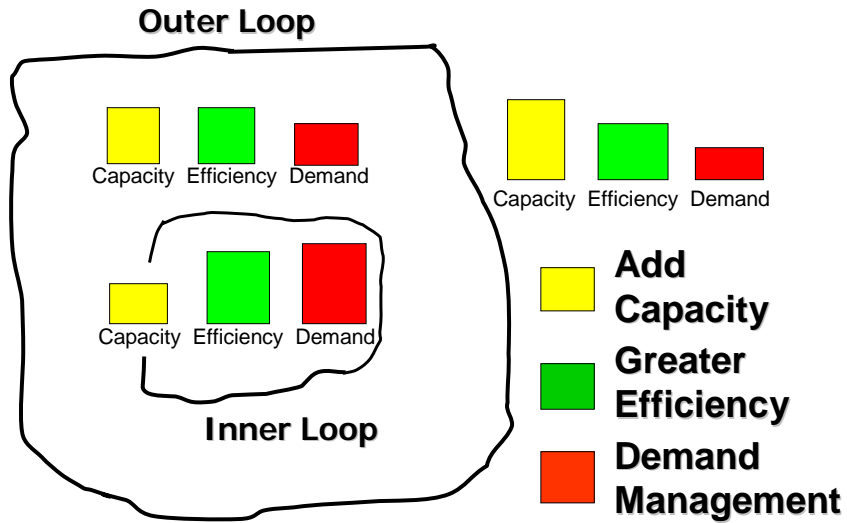 Outer Loop
Capacity Efficiency Demand
Capacity Efficiency Demand
Capacity Efficiency Demand
Inner Loop
Add
Capacity
Greater
Efficiency
Demand
Management